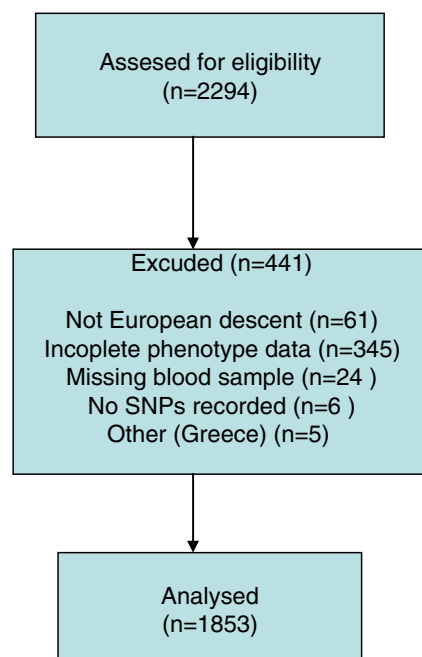 Assesed for eligibility
(n=2294)
Excuded (n=441)
Not European descent (n=61)
Incoplete phenotype data (n=345)
Missing blood sample (n=24 )
No SNPs recorded (n=6 )
Other (Greece) (n=5)
Analysed
(n=1853)